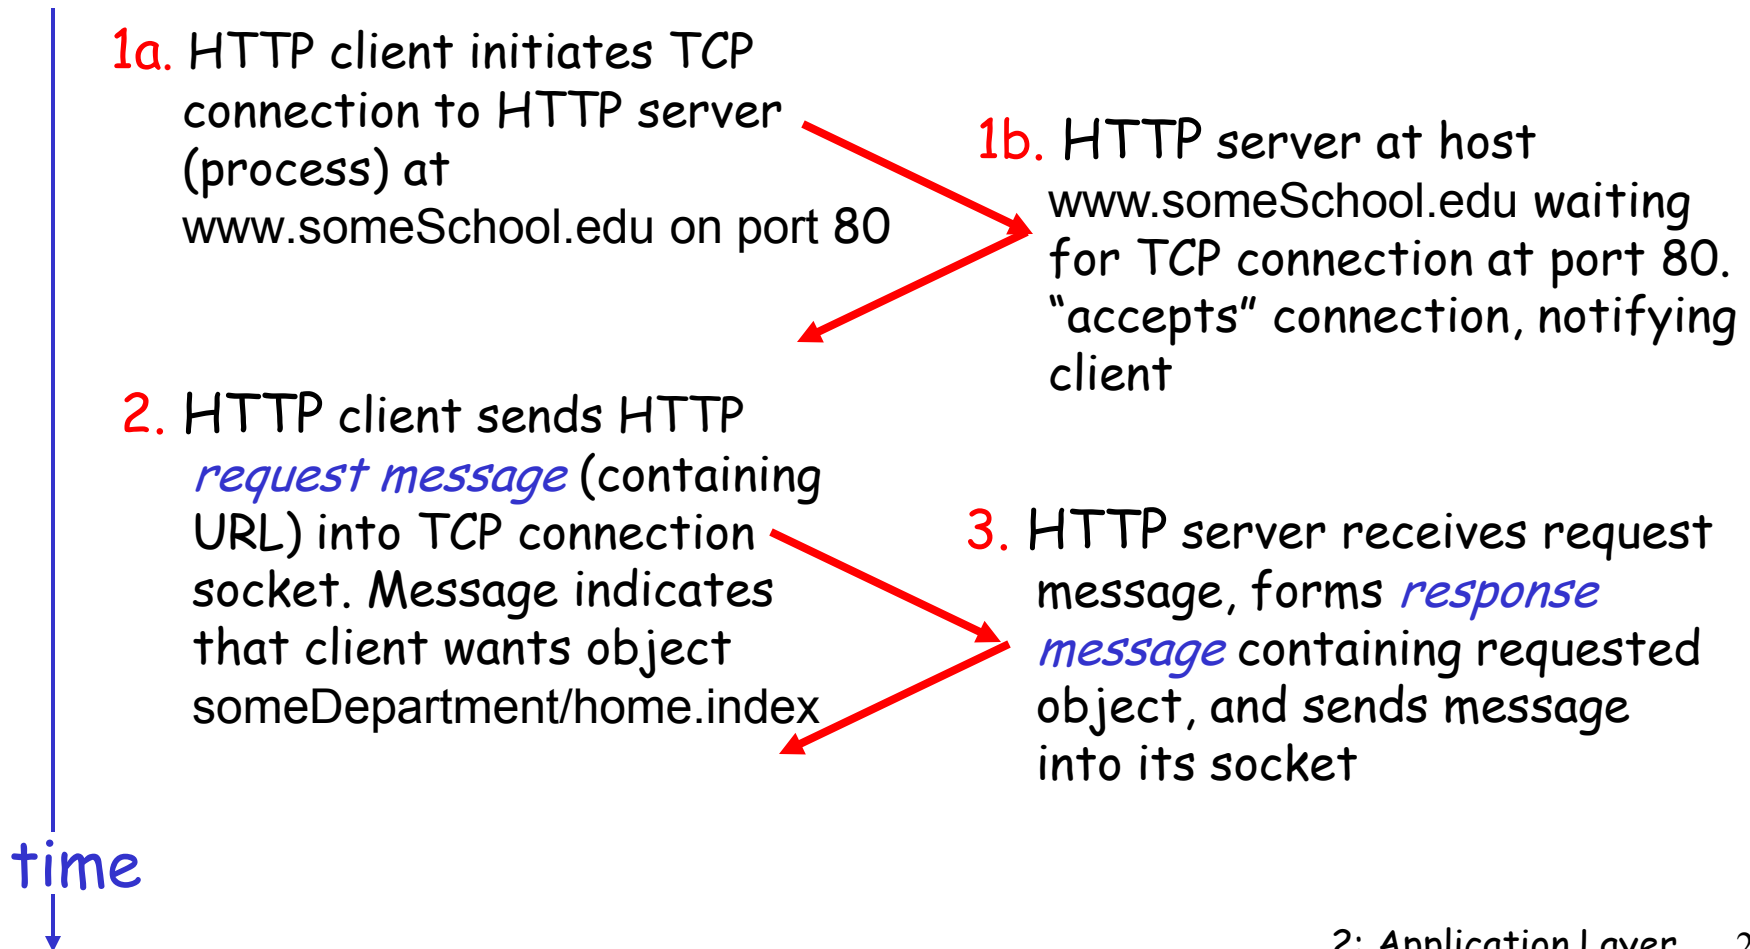 1a. HTTP client initiates TCP
connection to HTTP server
(process) at
www.someSchool.edu on port 80
1b. HTTP server at host
www.someSchool.edu waiting
for TCP connection at port 80.
“accepts” connection, notifying
client
2. HTTP client sends HTTP
request message (containing
URL) into TCP connection
socket. Message indicates
that client wants object
someDepartment/home.index
3. HTTP server receives request
message, forms response
message containing requested
object, and sends message
into its socket
time
2: Application Layer